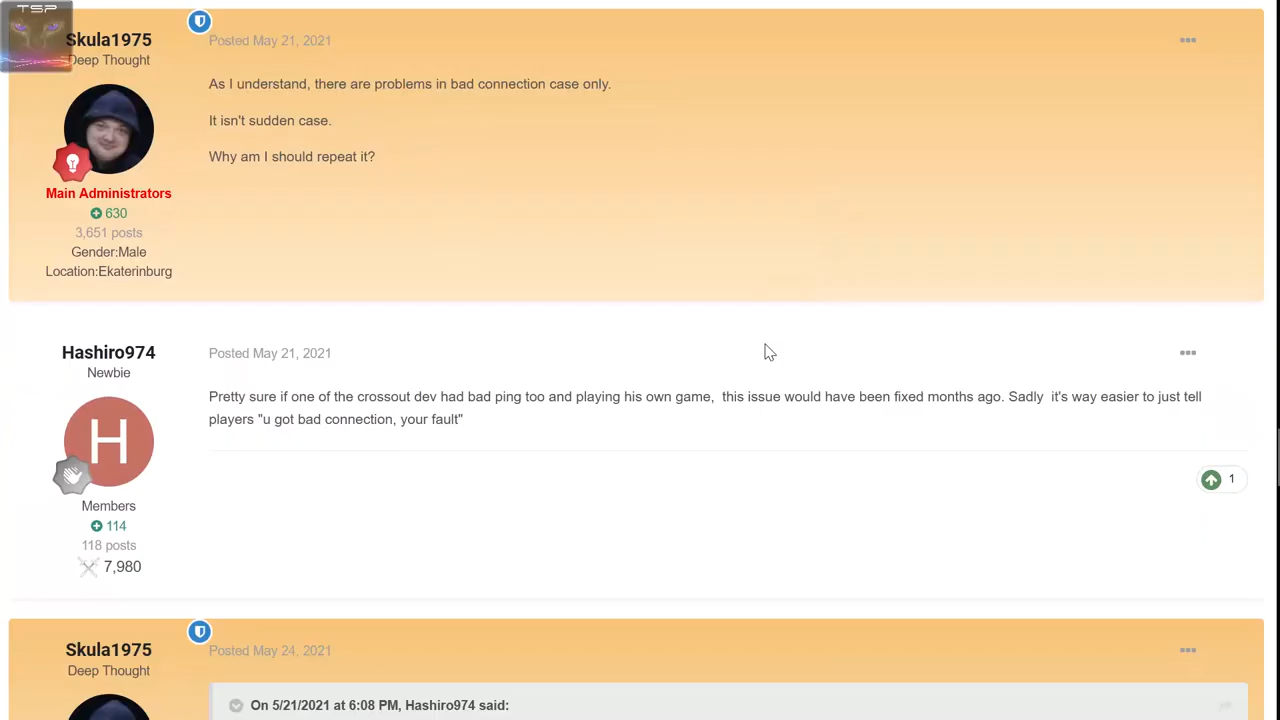 TSP
Skula1975
Posted May 21, 2021
Deep Thought
As I understand, there are problems in bad connection case only.
It isn't sudden case.
Why am I should repeat it?
Main Administrators
630
3,651 posts
Gender:Male
Location:Ekaterinburg
Hashiro974
Posted May 21, 2021
Newbie
Pretty sure if one of the crossout dev had bad ping too and playing his own game, this issue would have been fixed months ago. Sadly it's way easier to just tell
players "u got bad connection, your fault"
H
1
Members
114
118 posts
7,980
Skula1975
Posted May 24, 2021
Deep Thought
On 5/21/2021 at 6:08 PM, Hashiro974 said: